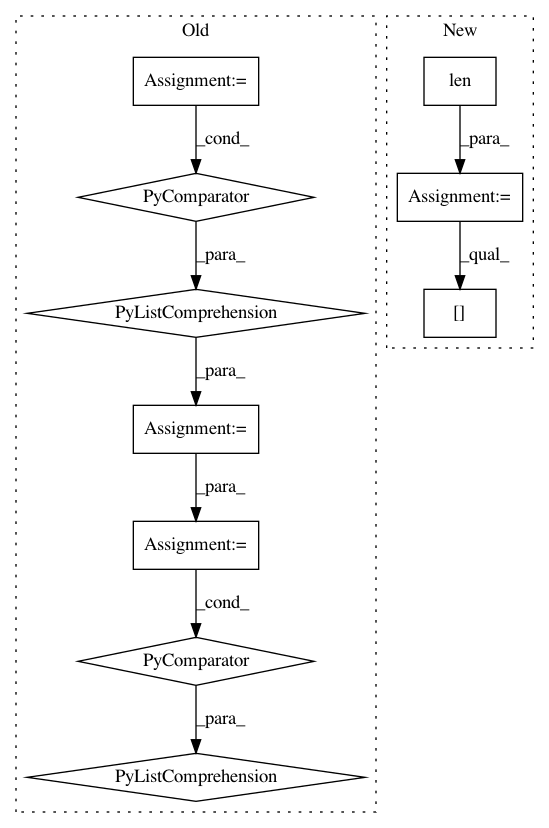 Old
New
Assignment:=
len
_cond_
_para_
PyComparator
Assignment:=
_para_
_qual_
PyListComprehension
[]
_para_
Assignment:=
_para_
Assignment:=
_cond_
PyComparator
_para_
PyListComprehension